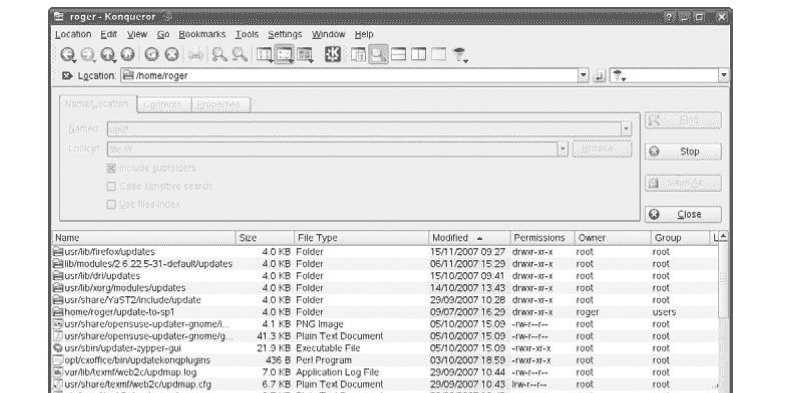 roger - Konqueror
Location Edit View Go Bookmarks Tools Settings Window Help
Location: /home/roger
Name/Location Contents Properties
Named: upd*
Find
Look in: file:///
Browse...
Stop
Include subfolders
Case sensitive search
Save As
Use files index
Close
Name Size File Type Modified Permissions Owner Group
usr/lib/firefox/updates 4.0 KB Folder 15/11/2007 09:27 drwxr-xr-x root root
lib/modules/2.6.22.5-31-default/updates 4.0 KB Folder 06/11/2007 15:29 drwxr-xr-x root root
usr/lib/dri/updates 4.0 KB Folder 15/10/2007 09:41 drwxr-xr-x root root
usr/lib/xorg/modules/updates 4.0 KB Folder 14/10/2007 13:43 drwxr-xr-x root root
usr/share/YaST2/include/update 4.0 KB Folder 29/09/2007 10:28 drwxr-xr-x root root
home/roger/update-to-sp1 4.0 KB Folder 09/07/2007 16:29 drwxr-xr-x roger users
usr/share/opensuse-updater-gnome/i... 4.1 KB PNG Image 05/10/2007 15:09 -rw-r--r-- root root
usr/share/opensuse-updater-gnome/g... 41.3 KB Plain Text Document 05/10/2007 15:09 -rw-r--r-- root root
usr/bin/updater-zypper-gui 21.9 KB Executable File 05/10/2007 15:09 -rwxr-xr-x root root
opt/cxoffice/bin/updatekonqplugins 436 B Perl Program 03/10/2007 18:59 -rwxr-xr-x root root
var/lib/texmf/web2c/updmap.log 7.0 KB Application Log File 29/09/2007 10:44 -rw-r--r-- root root
usr/share/texmf/web2c/updmap.cfg 6.7 KB Plain Text Document 29/09/2007 10:43 lrw-r--r-- root root